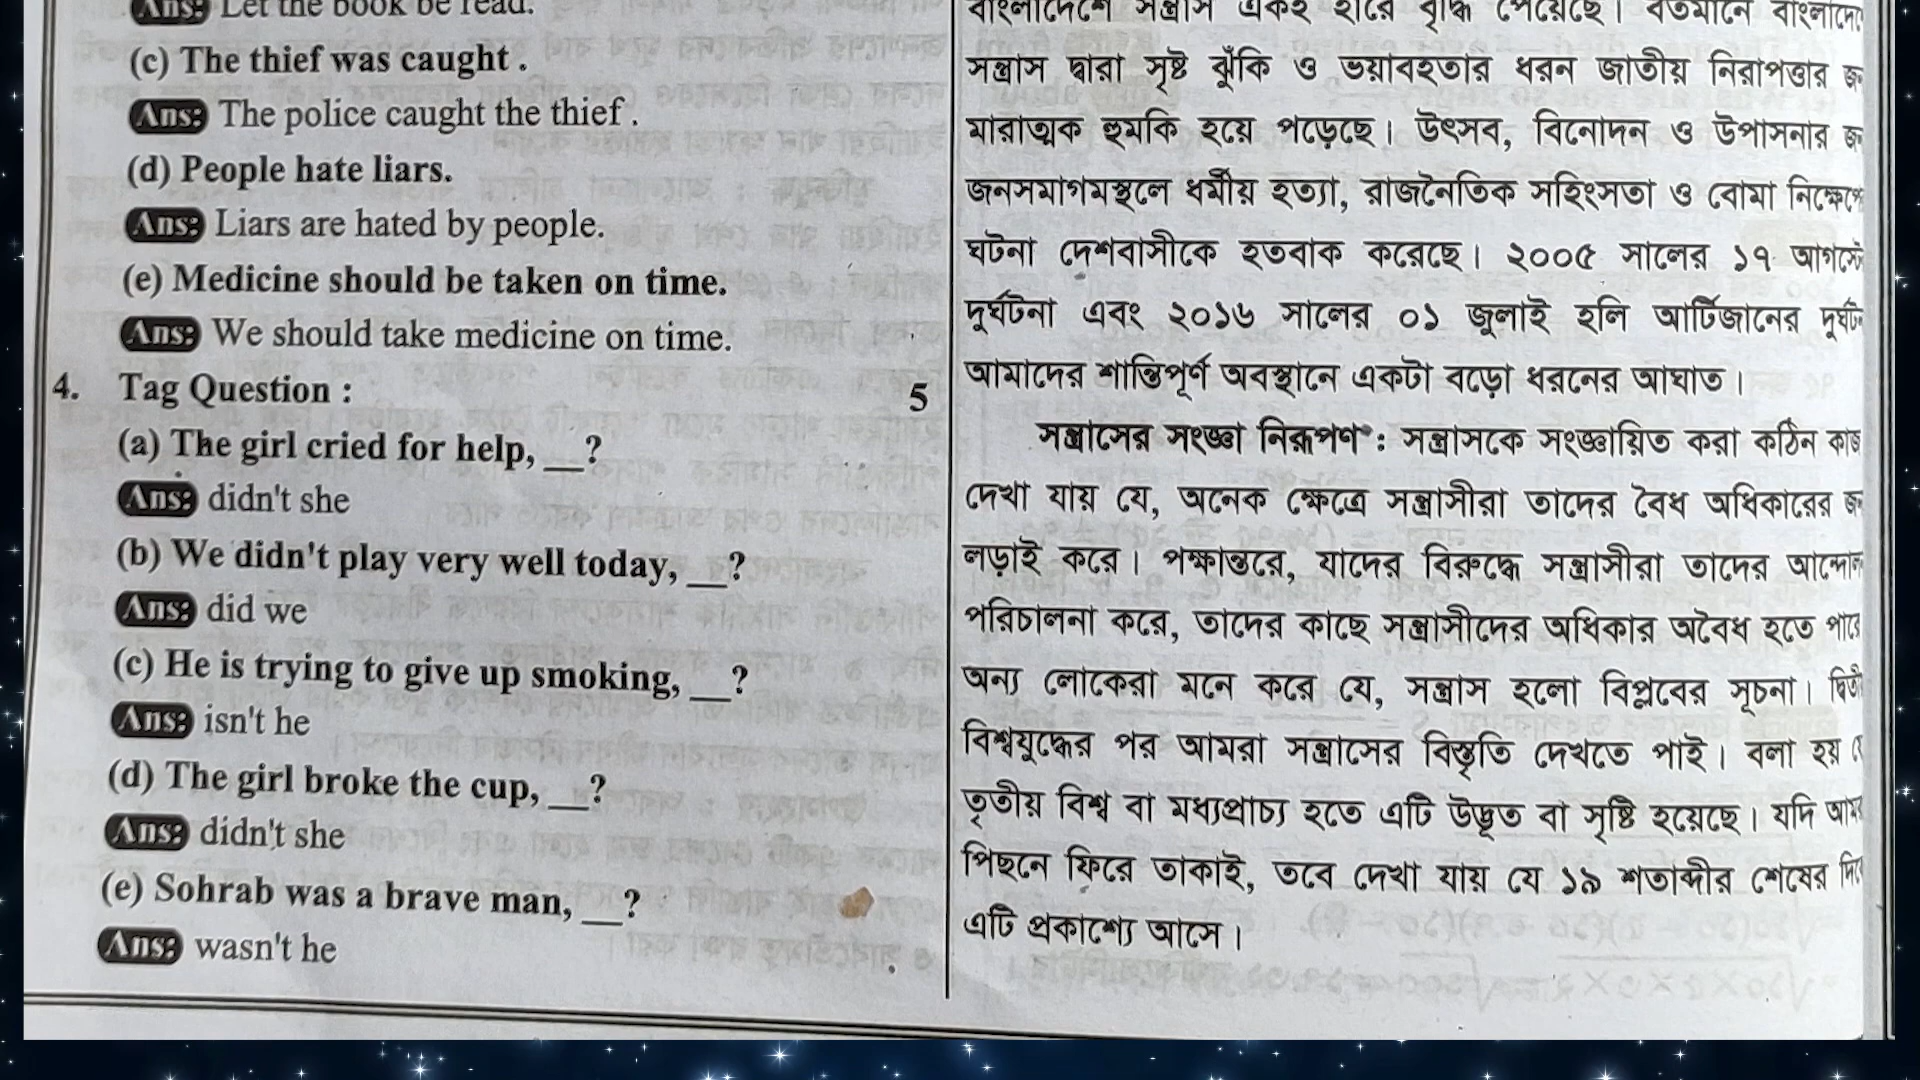 Ans: Let the book be read.
(c) The thief was caught .
Ans: The police caught the thief .
(d) People hate liars.
Ans: Liars are hated by people.
(e) Medicine should be taken on time.
Ans: We should take medicine on time.
4. Tag Question : 5
(a) The girl cried for help, __?
Ans: didn't she
(b) We didn't play very well today, __?
Ans: did we
(c) He is trying to give up smoking, __?
Ans: isn't he
(d) The girl broke the cup, __?
Ans: didn't she
(e) Sohrab was a brave man, __?
Ans: wasn't he
বাংলাদেশে সন্ত্রাস একই হারে বৃদ্ধি পেয়েছে। বর্তমানে
সন্ত্রাস দ্বারা সৃষ্ট ঝুঁকি ও ভয়াবহতার ধরন জাতীয় নিরাপত্তার
মারাত্মক হুমকি হয়ে পড়েছে। উৎসব, বিনোদন ও উপাসনার
জনসমাগমস্থলে ধর্মীয় হত্যা, রাজনৈতিক সহিংসতা ও বোমা
ঘটনা দেশবাসীকে হতবাক করেছে। ২০০৫ সালের ১৭ আগস্টে
দুর্ঘটনা এবং ২০১৬ সালের ০১ জুলাই হলি আর্টিজানের
আমাদের শান্তিপূর্ণ অবস্থানে একটা বড়ো ধরনের আঘাত।
সন্ত্রাসের সংজ্ঞা নিরূপণ : সন্ত্রাসকে সংজ্ঞায়িত করা কঠিন কাজ
দেখা যায় যে, অনেক ক্ষেত্রে সন্ত্রাসীরা তাদের বৈধ অধিকারের
লড়াই করে। পক্ষান্তরে, যাদের বিরুদ্ধে সন্ত্রাসীরা তাদের
পরিচালনা করে, তাদের কাছে সন্ত্রাসীদের অধিকার অবৈধ হতে পারে
অন্য লোকেরা মনে করে যে, সন্ত্রাস হলো বিপ্লবের সূচনা।
বিশ্বযুদ্ধের পর আমরা সন্ত্রাসের বিস্তৃতি দেখতে পাই। বলা হয়
তৃতীয় বিশ্ব বা মধ্যপ্রাচ্য হতে এটি উদ্ভূত বা সৃষ্টি হয়েছে। যদি
পিছনে ফিরে তাকাই, তবে দেখা যায় যে ১৯ শতাব্দীর শেষের
এটি প্রকাশ্যে আসে।